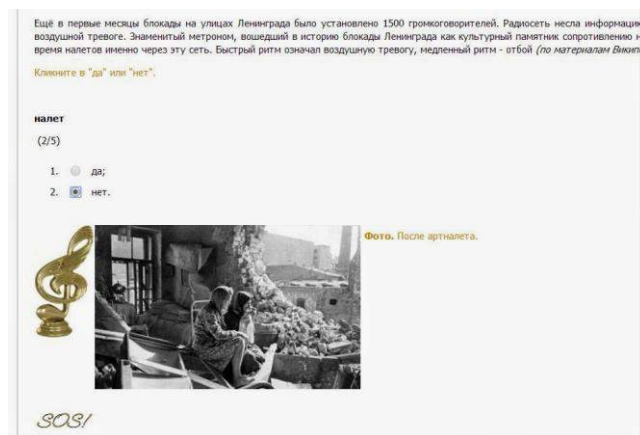 Ещё в первые месяцы блокады на улицах Ленинграда было установлено 1500 громкоговорителей. Радиосеть несла информаци
воздушной тревоге. Знаменитый метроном, вошедший в историю блокады Ленинграда как культурный памятник сопротивлению н
время налетов именно через эту сеть. Быстрый ритм означал воздушную тревогу, медленный ритм - отбой (по материалам Викип
Кликните в "да" или "нет".
налет
(2/5)
1. да;
2. нет.
Фото. После артналета.
SOS!